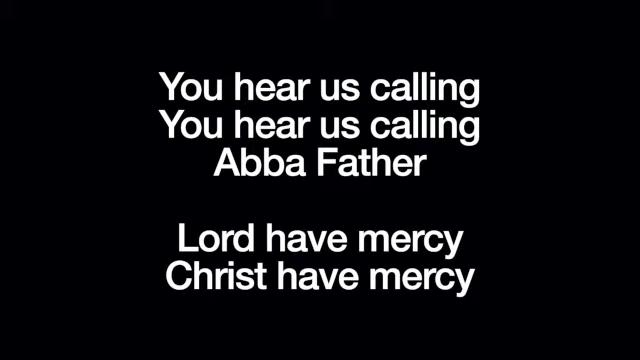 You hear us calling
You hear us calling
Abba Father
Lord have mercy
Christ have mercy